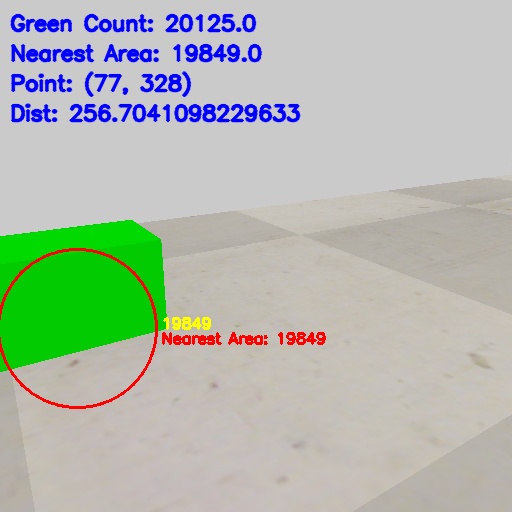 Green Count: 20125.0
Nearest Area: 19849.0
Point: (77, 328)
Dist: 256.7041098229633
19849
Nearest Area: 19849